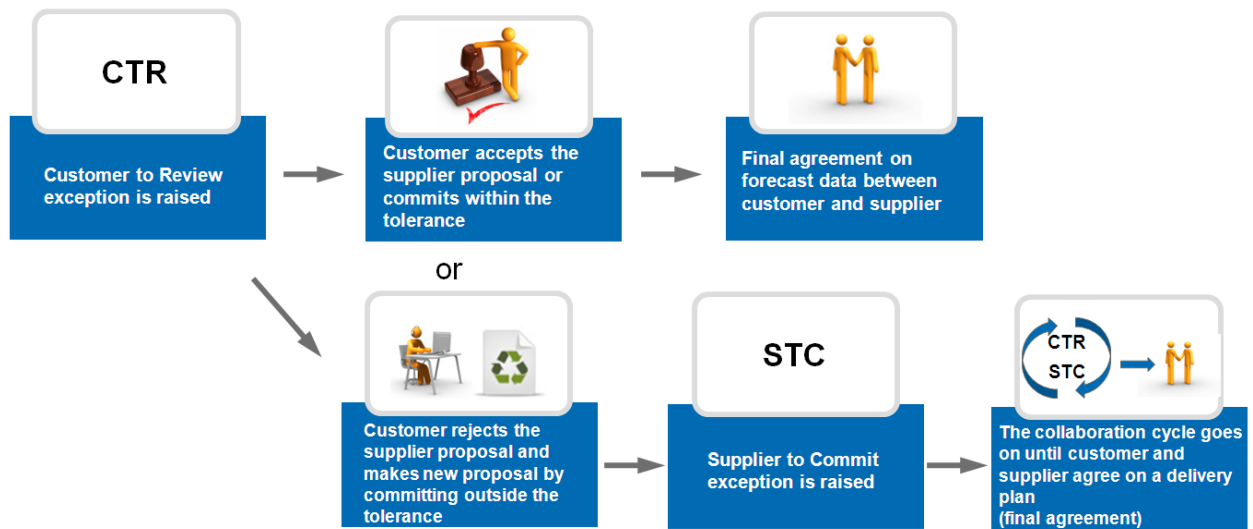 CTR
Customer to Review
exception is raised
Customer accepts the
supplier proposal or
commits within the
tolerance
Final agreement on
forecast data between
customer and supplier
or
Customer rejects the
supplier proposal and
makes new proposal by
committing outside the
tolerance
STC
Supplier to Commit
exception is raised
CTR
STC
The collaboration cycle goes
on until customer and
supplier agree on a delivery
plan
(final agreement)